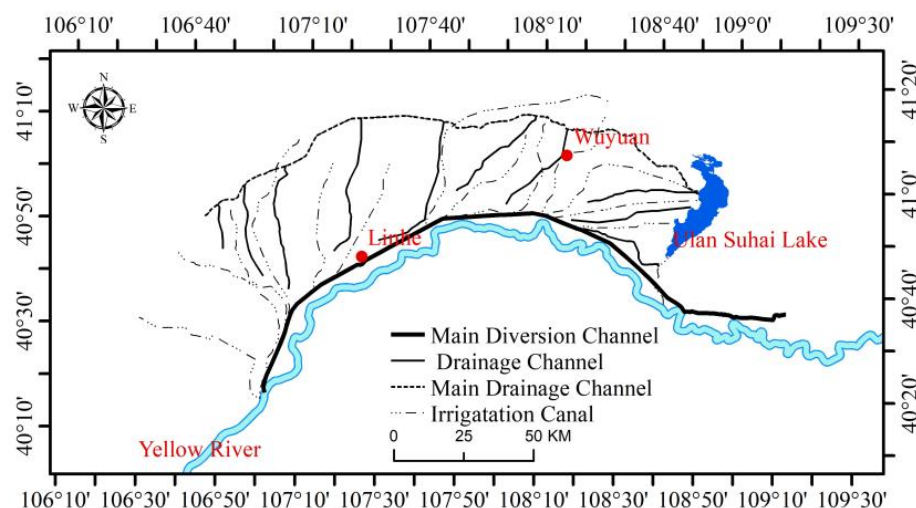 106°10' 106°40' 107°10' 107°40' 108°10' 108°40' 109°0' 109°30'
41°10'
40°50'
40°30'
40°10'
41°20'
41°0'
40°40'
40°20'
N
W E
S
Wuyuan
Linhe
Ulan Suhai Lake
Main Diversion Channel
Drainage Channel
Main Drainage Channel
Irrigatation Canal
0 25 50 KM
Yellow River
106°10' 106°30' 106°50' 107°10' 107°30' 107°50' 108°10' 108°30' 108°50' 109°10' 109°30'